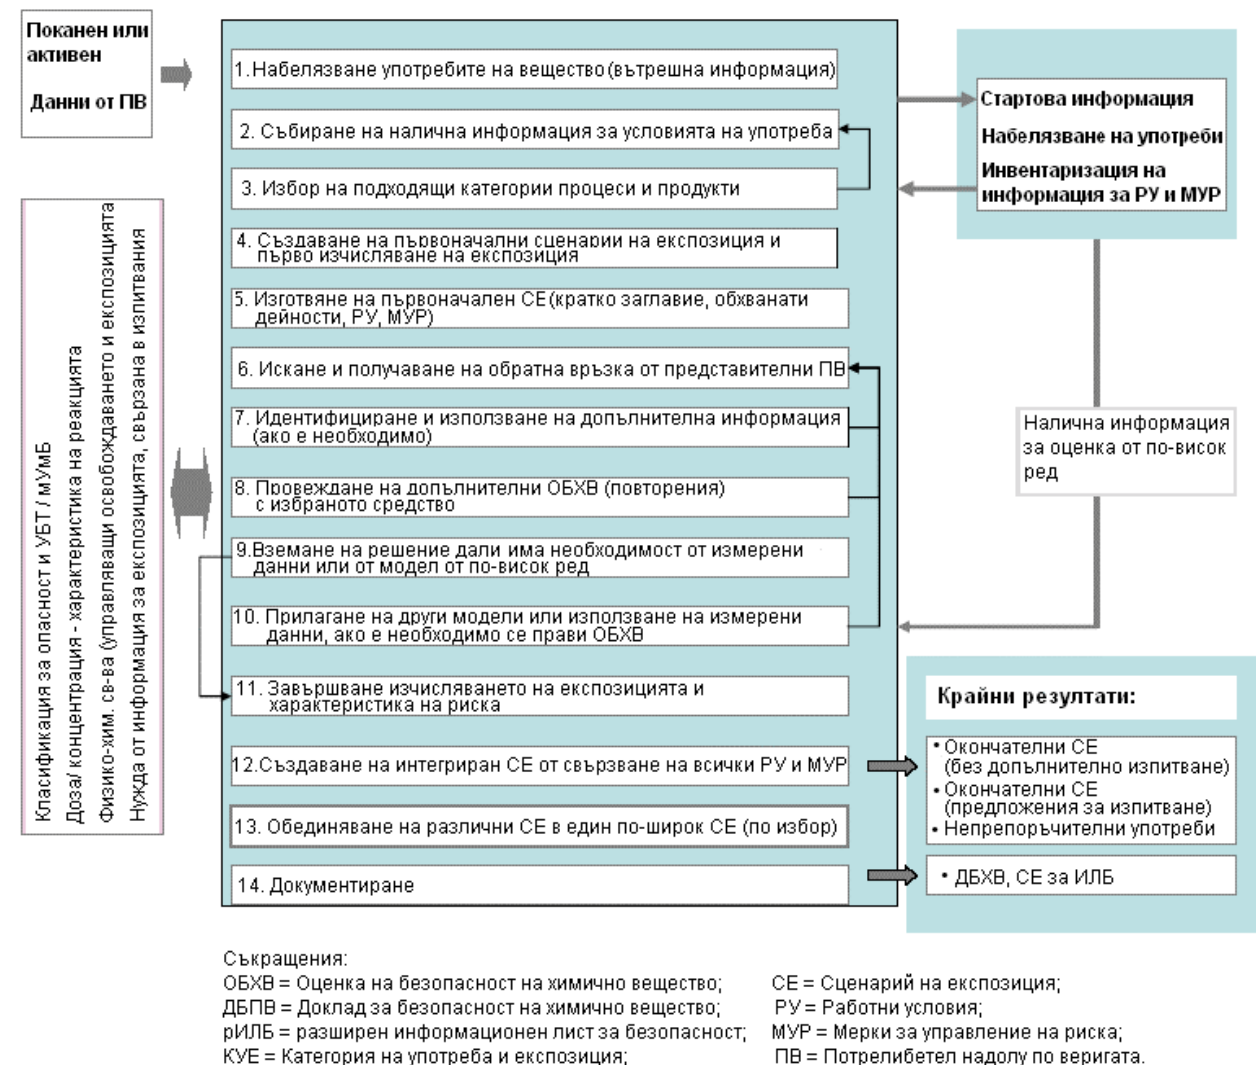 Поканен или
активен
Данни от ПВ
1.Набелязване употребите на вещество (вътрешна информация)
2. Събиране на налична информация за условията на употреба
3. Избор на подходящи категории процеси и продукти
4. Създаване на първоначални сценарии на експозиция и
първо изчисляване на експозиция
5. Изготвяне на първоначален СЕ (кратко заглавие, обхванати
дейности, РУ, МУР)
6. Искане и получаване на обратна връзка от представителни ПВ
7. Идентифициране и използване на допълнителна информация
(ако е необходимо)
8. Провеждане на допълнителни ОБХВ (повторения)
с избраното средство
9.Вземане на решение дали има необходимост от измерени
данни или от модел от по-висок ред
10. Прилагане на други модели или използване на измерени
данни, ако е необходимо се прави ОБХВ
11. Завършване изчисляването на експозицията и
характеристика на риска
12.Създаване на интегриран СЕ от свързване на всички РУ и МУР
13. Обединяване на различни СЕ в един по-широк СЕ (по избор)
14. Документиране
Класификация за опасност и УБТ / мУмБ
Доза/ концентрация - характеристика на реакцията
Физико-хим. св-ва (управляващи освобождаването и експозицията
Нужда от информация за експозицията, свързана в изпитвания
Стартова информация
Набелязване на употреби
Инвентаризация на
информация за РУ и МУР
Налична информация
за оценка от по-висок
ред
Крайни резултати:
• Окончателни СЕ
(без допълнително изпитване)
• Окончателни СЕ
(предложения за изпитване)
• Непрепоръчителни употреби
• ДБХВ, СЕ за ИЛБ
Съкращения:
ОБХВ = Оценка на безопасност на химично вещество;
ДБПВ = Доклад за безопасност на химично вещество;
рИЛБ = разширен информационен лист за безопасност;
КУЕ = Категория на употреба и експозиция;
СЕ = Сценарий на експозиция;
РУ = Работни условия;
МУР = Мерки за управление на риска;
ПВ = Потрелибетел надолу по веригата.